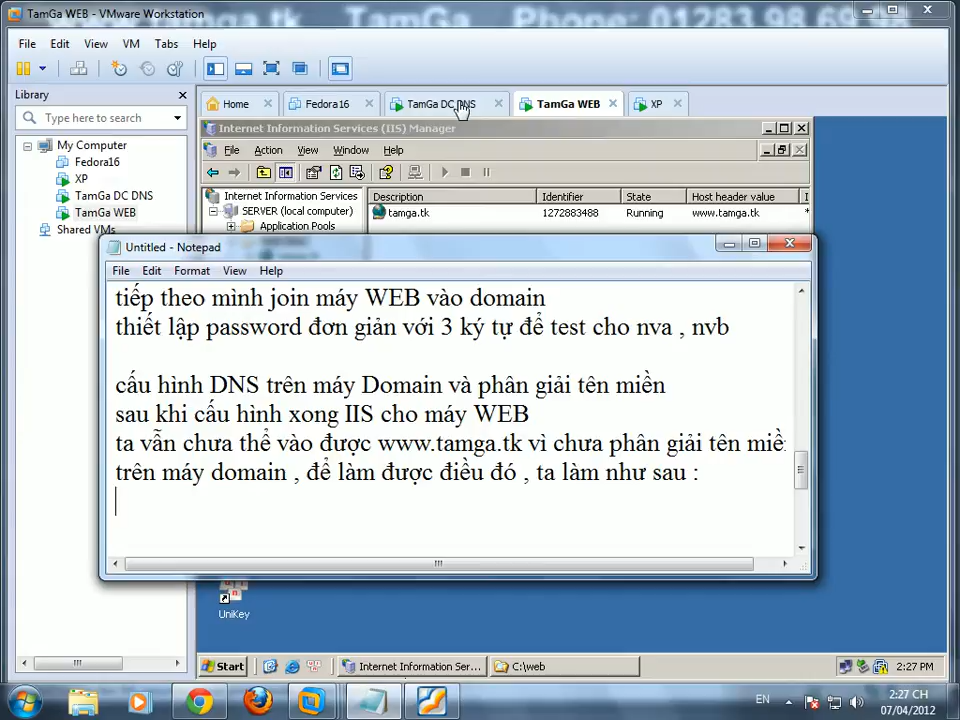 TamGa WEB - VMware Workstation
File Edit View VM Tabs Help
Library
Type here to search
My Computer
Fedora16
XP
TamGa DC DNS
TamGa WEB
Shared VMs
Home
Fedora16
TamGa DC DNS
TamGa WEB
XP
Internet Information Services (IIS) Manager
File Action View Window Help
Internet Information Services
SERVER (local computer)
Application Pools
Description Identifier State Host header value
tamga.tk 1272883488 Running www.tamga.tk
Untitled - Notepad
File Edit Format View Help
tiếp theo mình join máy WEB vào domain
thiết lập password đơn giản với 3 ký tự để test cho nva , nvb
cấu hình DNS trên máy Domain và phân giải tên miền
sau khi cấu hình xong IIS cho máy WEB
ta vẫn chưa thể vào được www.tamga.tk vì chưa phân giải tên miề
trên máy domain , để làm được điều đó , ta làm như sau :
UniKey
Start
Internet Information Ser...
C:\web
2:27 PM
EN
2:27 CH
07/04/2012